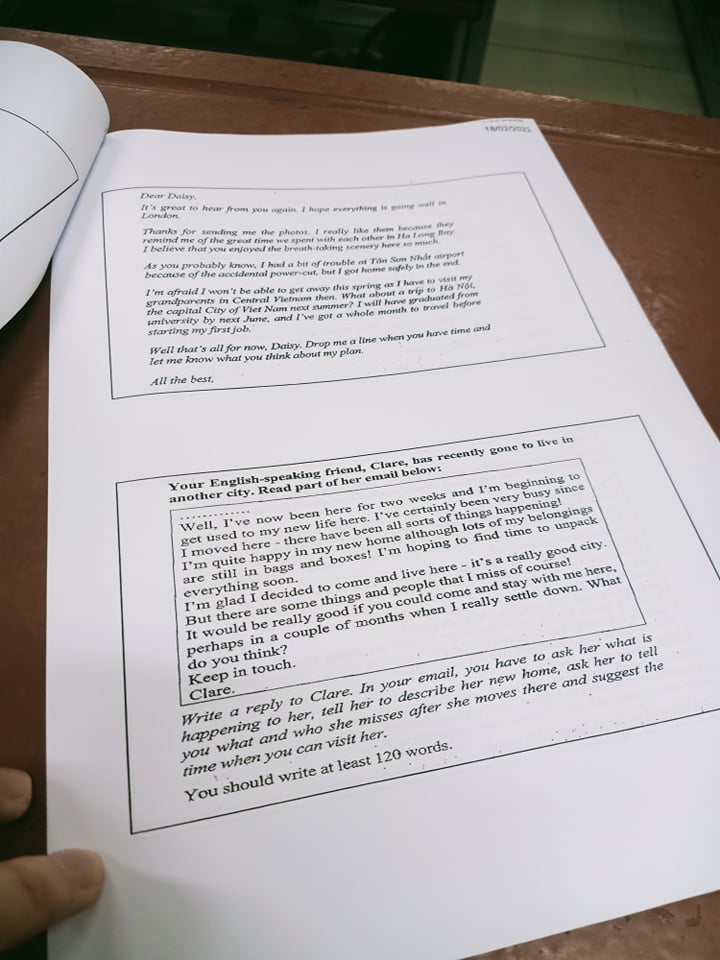 18/02/2022
Dear Daisy,
It's great to hear from you again. I hope everything is going well in
London.
Thanks for sending me the photos. I really like them because they
remind me of the great time we spent with each other in Ha Long Bay.
I believe that you enjoyed the breath-taking scenery here so much.
As you probably know, I had a bit of trouble at Tân Sơn Nhất airport
because of the accidental power-cut, but I got home safely in the end.
I'm afraid I won't be able to get away this spring as I have to visit my
grandparents in Central Vietnam then. What about a trip to Hà Nội,
the capital City of Viet Nam next summer? I will have graduated from
university by next June, and I've got a whole month to travel before
starting my first job.
Well that's all for now, Daisy. Drop me a line when you have time and
let me know what you think about my plan.
All the best,
Your English-speaking friend, Clare, has recently gone to live in
another city. Read part of her email below:
.............
Well, I've now been here for two weeks and I'm beginning to
get used to my new life here. I've certainly been very busy since
I moved here - there have been all sorts of things happening!
I'm quite happy in my new home although lots of my belongings
are still in bags and boxes! I'm hoping to find time to unpack
everything soon.
I'm glad I decided to come and live here - it's a really good city.
But there are some things and people that I miss of course!
It would be really good if you could come and stay with me here,
perhaps in a couple of months when I really settle down. What
do you think?
Keep in touch.
Clare.
Write a reply to Clare. In your email, you have to ask her what is
happening to her, tell her to describe her new home, ask her to tell
you what and who she misses after she moves there and suggest the
time when you can visit her.
You should write at least 120 words.